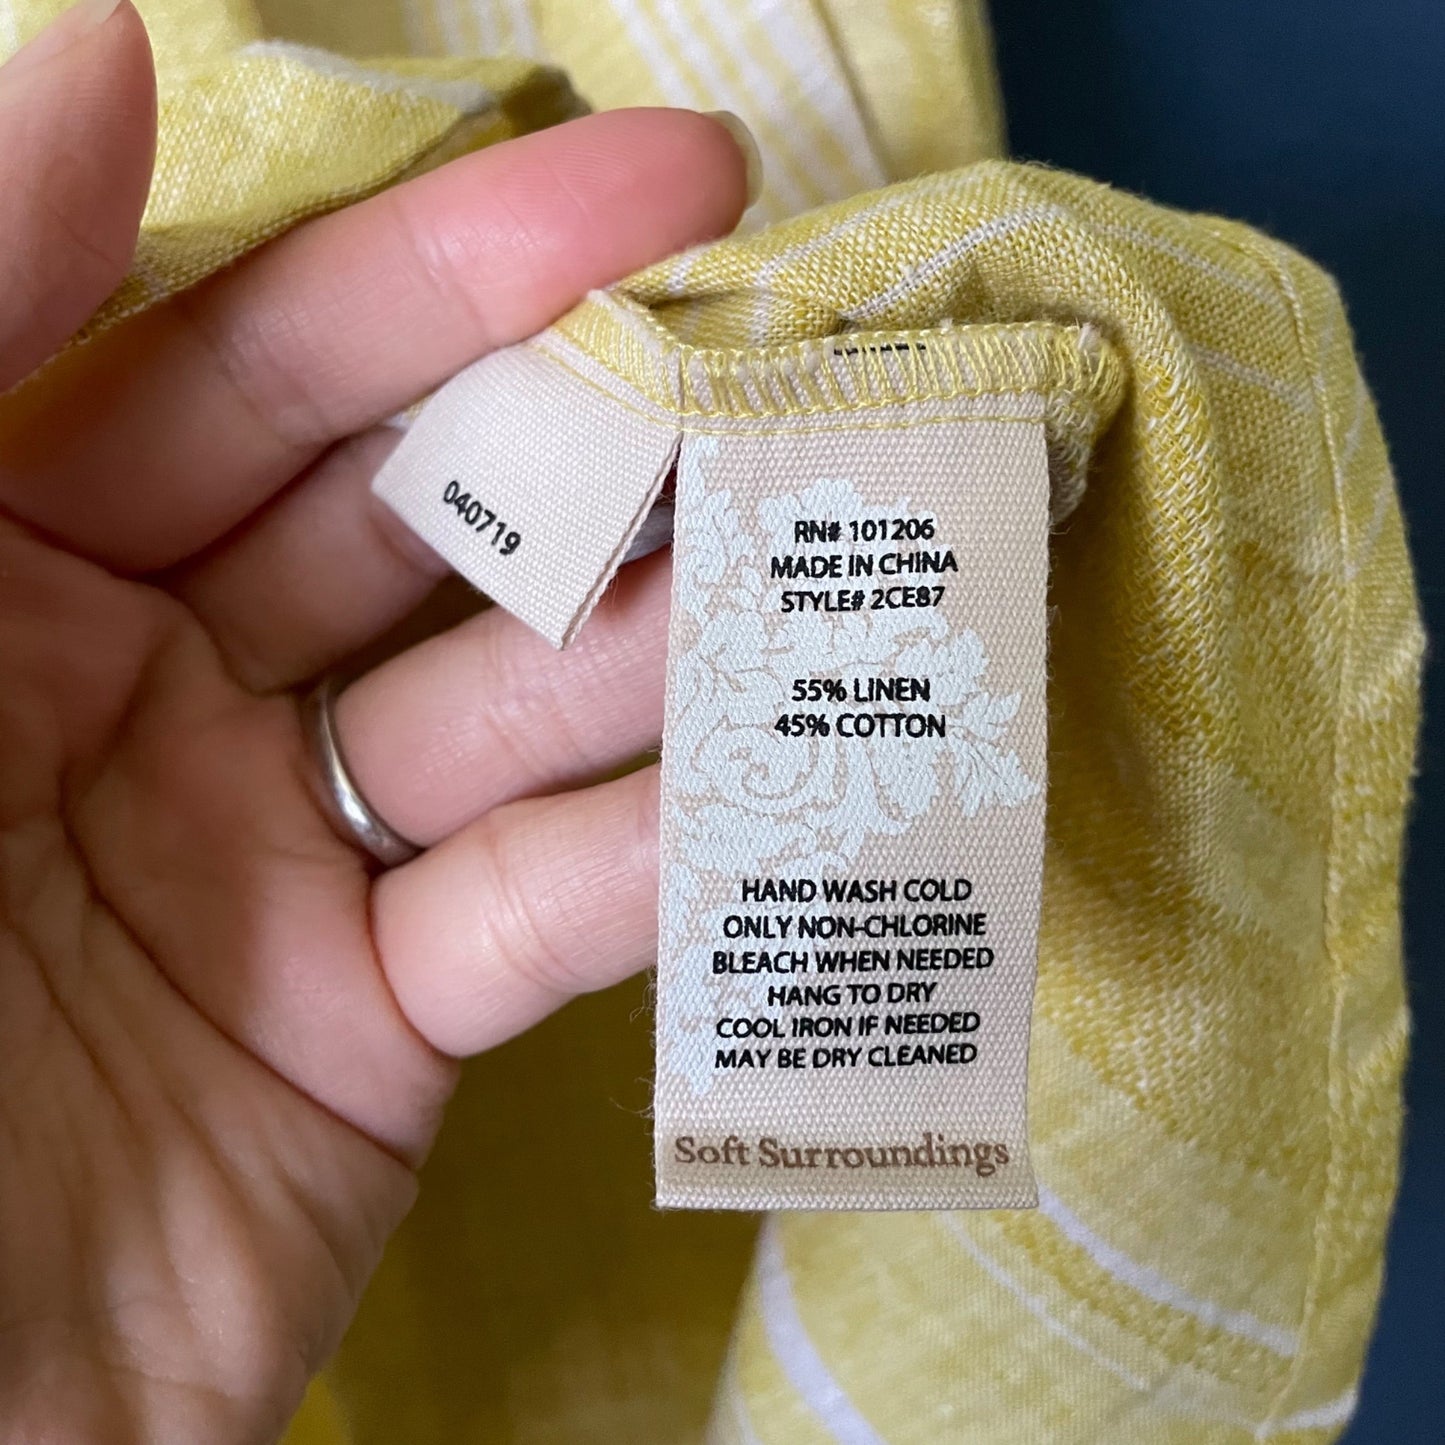 040719
RN# 101206
MADE IN CHINA
STYLE# 2CE87
55% LINEN
45% COTTON
HAND WASH COLD
ONLY NON-CHLORINE
BLEACH WHEN NEEDED
HANG TO DRY
COOL IRON IF NEEDED
MAY BE DRY CLEANED
Soft Surroundings